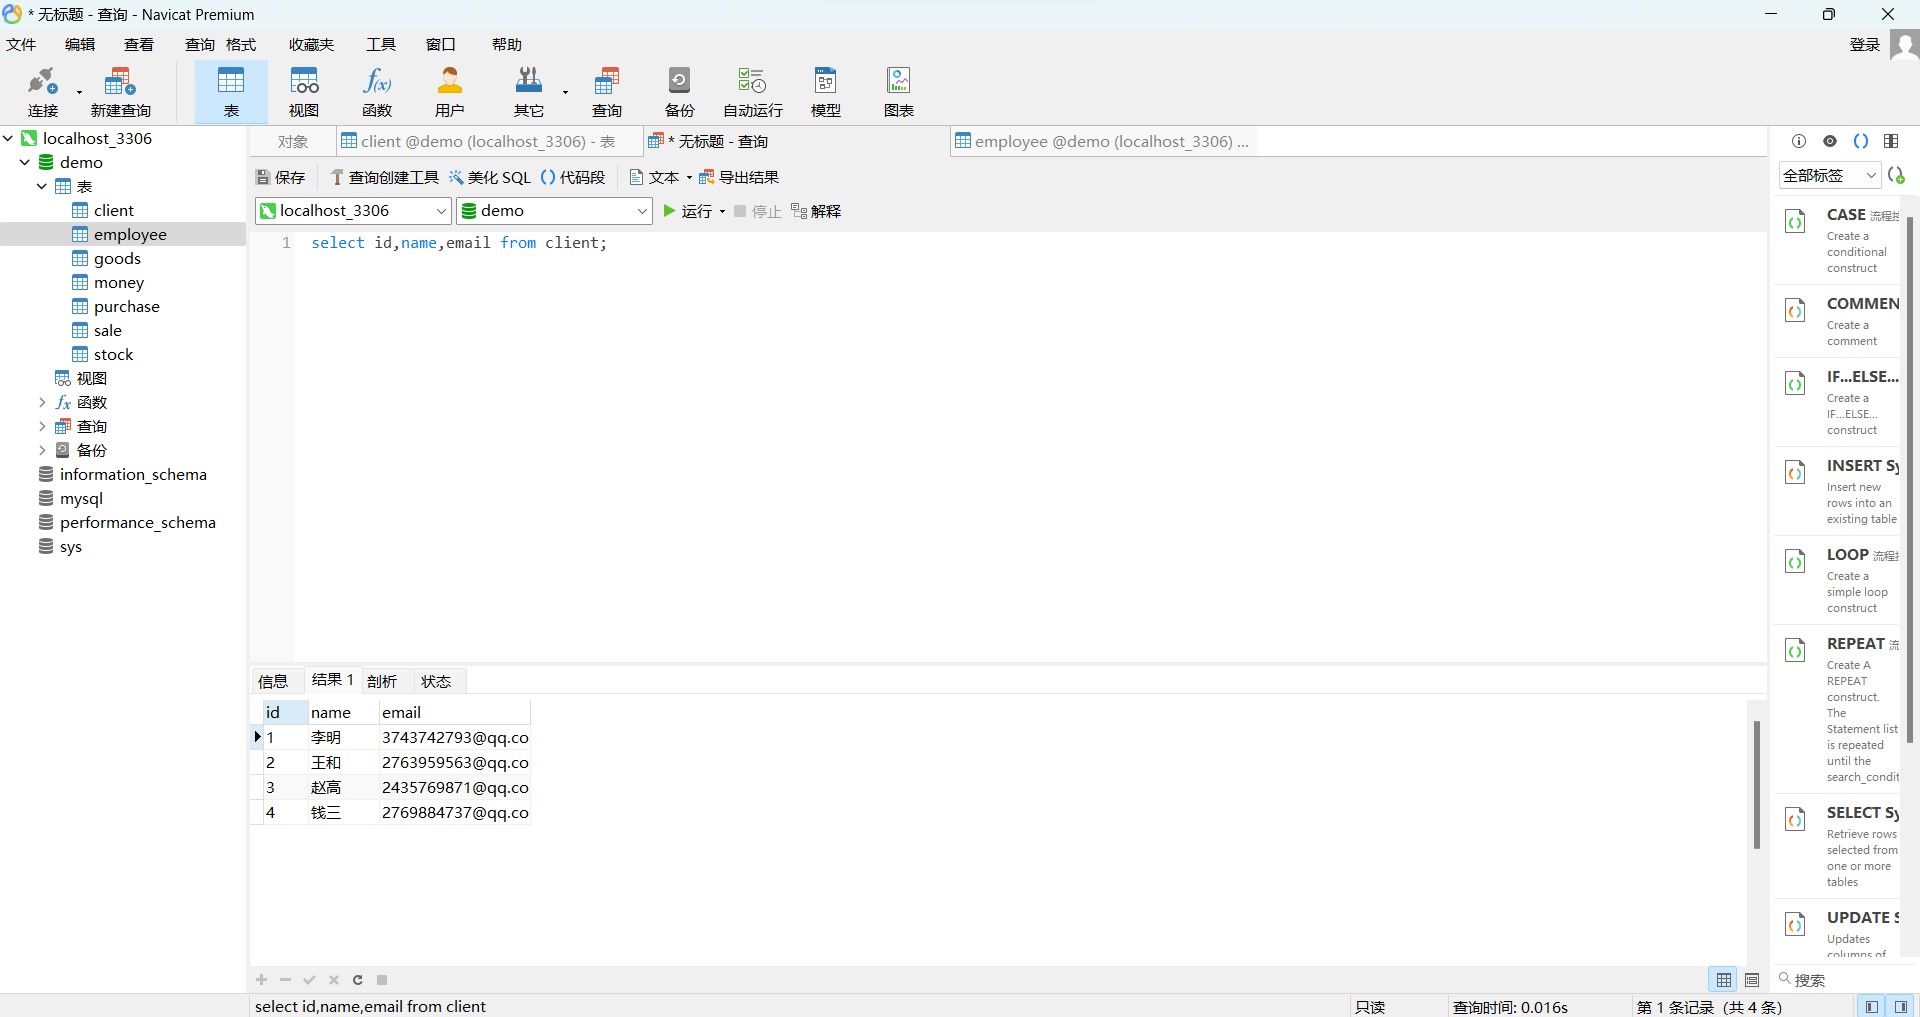 * 无标题 - 查询 - Navicat Premium
文件 编辑 查看 查询 格式 收藏夹 工具 窗口 帮助 登录
连接 新建查询 表 视图 函数 用户 其它 查询 备份 自动运行 模型 图表
localhost_3306
demo
表
client
employee
goods
money
purchase
sale
stock
视图
函数
查询
备份
information_schema
mysql
performance_schema
sys
对象 client @demo (localhost_3306) - 表 * 无标题 - 查询 employee @demo (localhost_3306) ...
保存 查询创建工具 美化 SQL 代码段 文本 导出结果
localhost_3306 demo 运行 停止 解释
1 select id,name,email from client;
信息 结果 1 剖析 状态
id name email
1 李明 3743742793@qq.co
2 王和 2763959563@qq.co
3 赵高 2435769871@qq.co
4 钱三 2769884737@qq.co
全部标签
CASE 流程控
Create a
conditional
construct
COMMEN
Create a
comment
IF...ELSE...
Create a
IF...ELSE...
construct
INSERT Sy
Insert new
rows into an
existing table
LOOP 流程控
Create a
simple loop
construct
REPEAT 流
Create A
REPEAT
construct.
The
Statement list
is repeated
until the
search_condit
SELECT Sy
Retrieve rows
selected from
one or more
tables
UPDATE S
Updates
columns of
搜索
select id,name,email from client 只读 查询时间: 0.016s 第 1 条记录 (共 4 条)